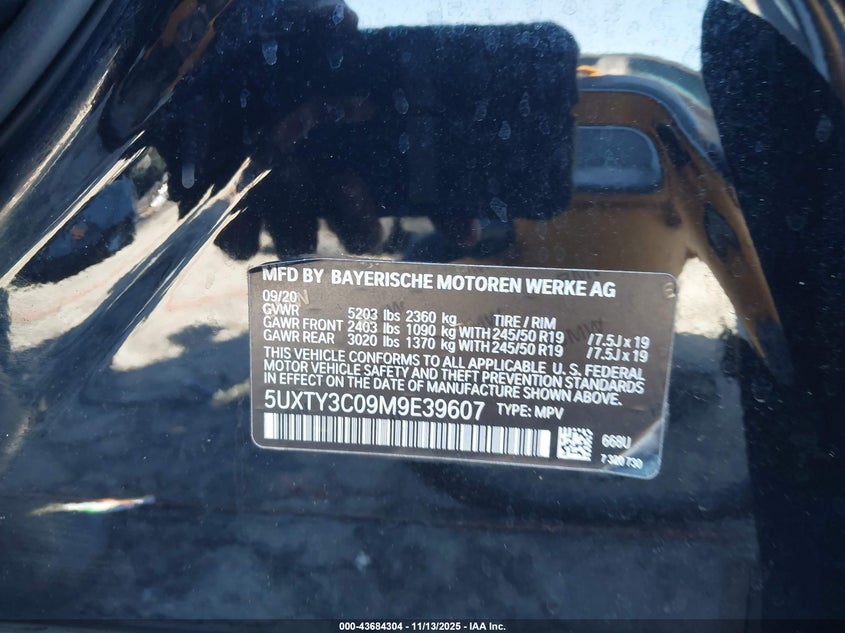 MFD BY BAYERISCHE MOTOREN WERKE AG
09/20
GVWR 5203 lbs 2360 kg TIRE / RIM
GAWR FRONT 2403 lbs 1090 kg WITH 245/50 R19 /7.5J x 19
GAWR REAR 3020 lbs 1370 kg WITH 245/50 R19 /7.5J x 19
THIS VEHICLE CONFORMS TO ALL APPLICABLE U. S. FEDERAL
MOTOR VEHICLE SAFETY AND THEFT PREVENTION STANDARDS
IN EFFECT ON THE DATE OF MANUFACTURE SHOWN ABOVE.
5UXTY3C09M9E39607 TYPE: MPV
668U
7 320 730
000-43684304 | 11/13/2025 - IAA Inc.